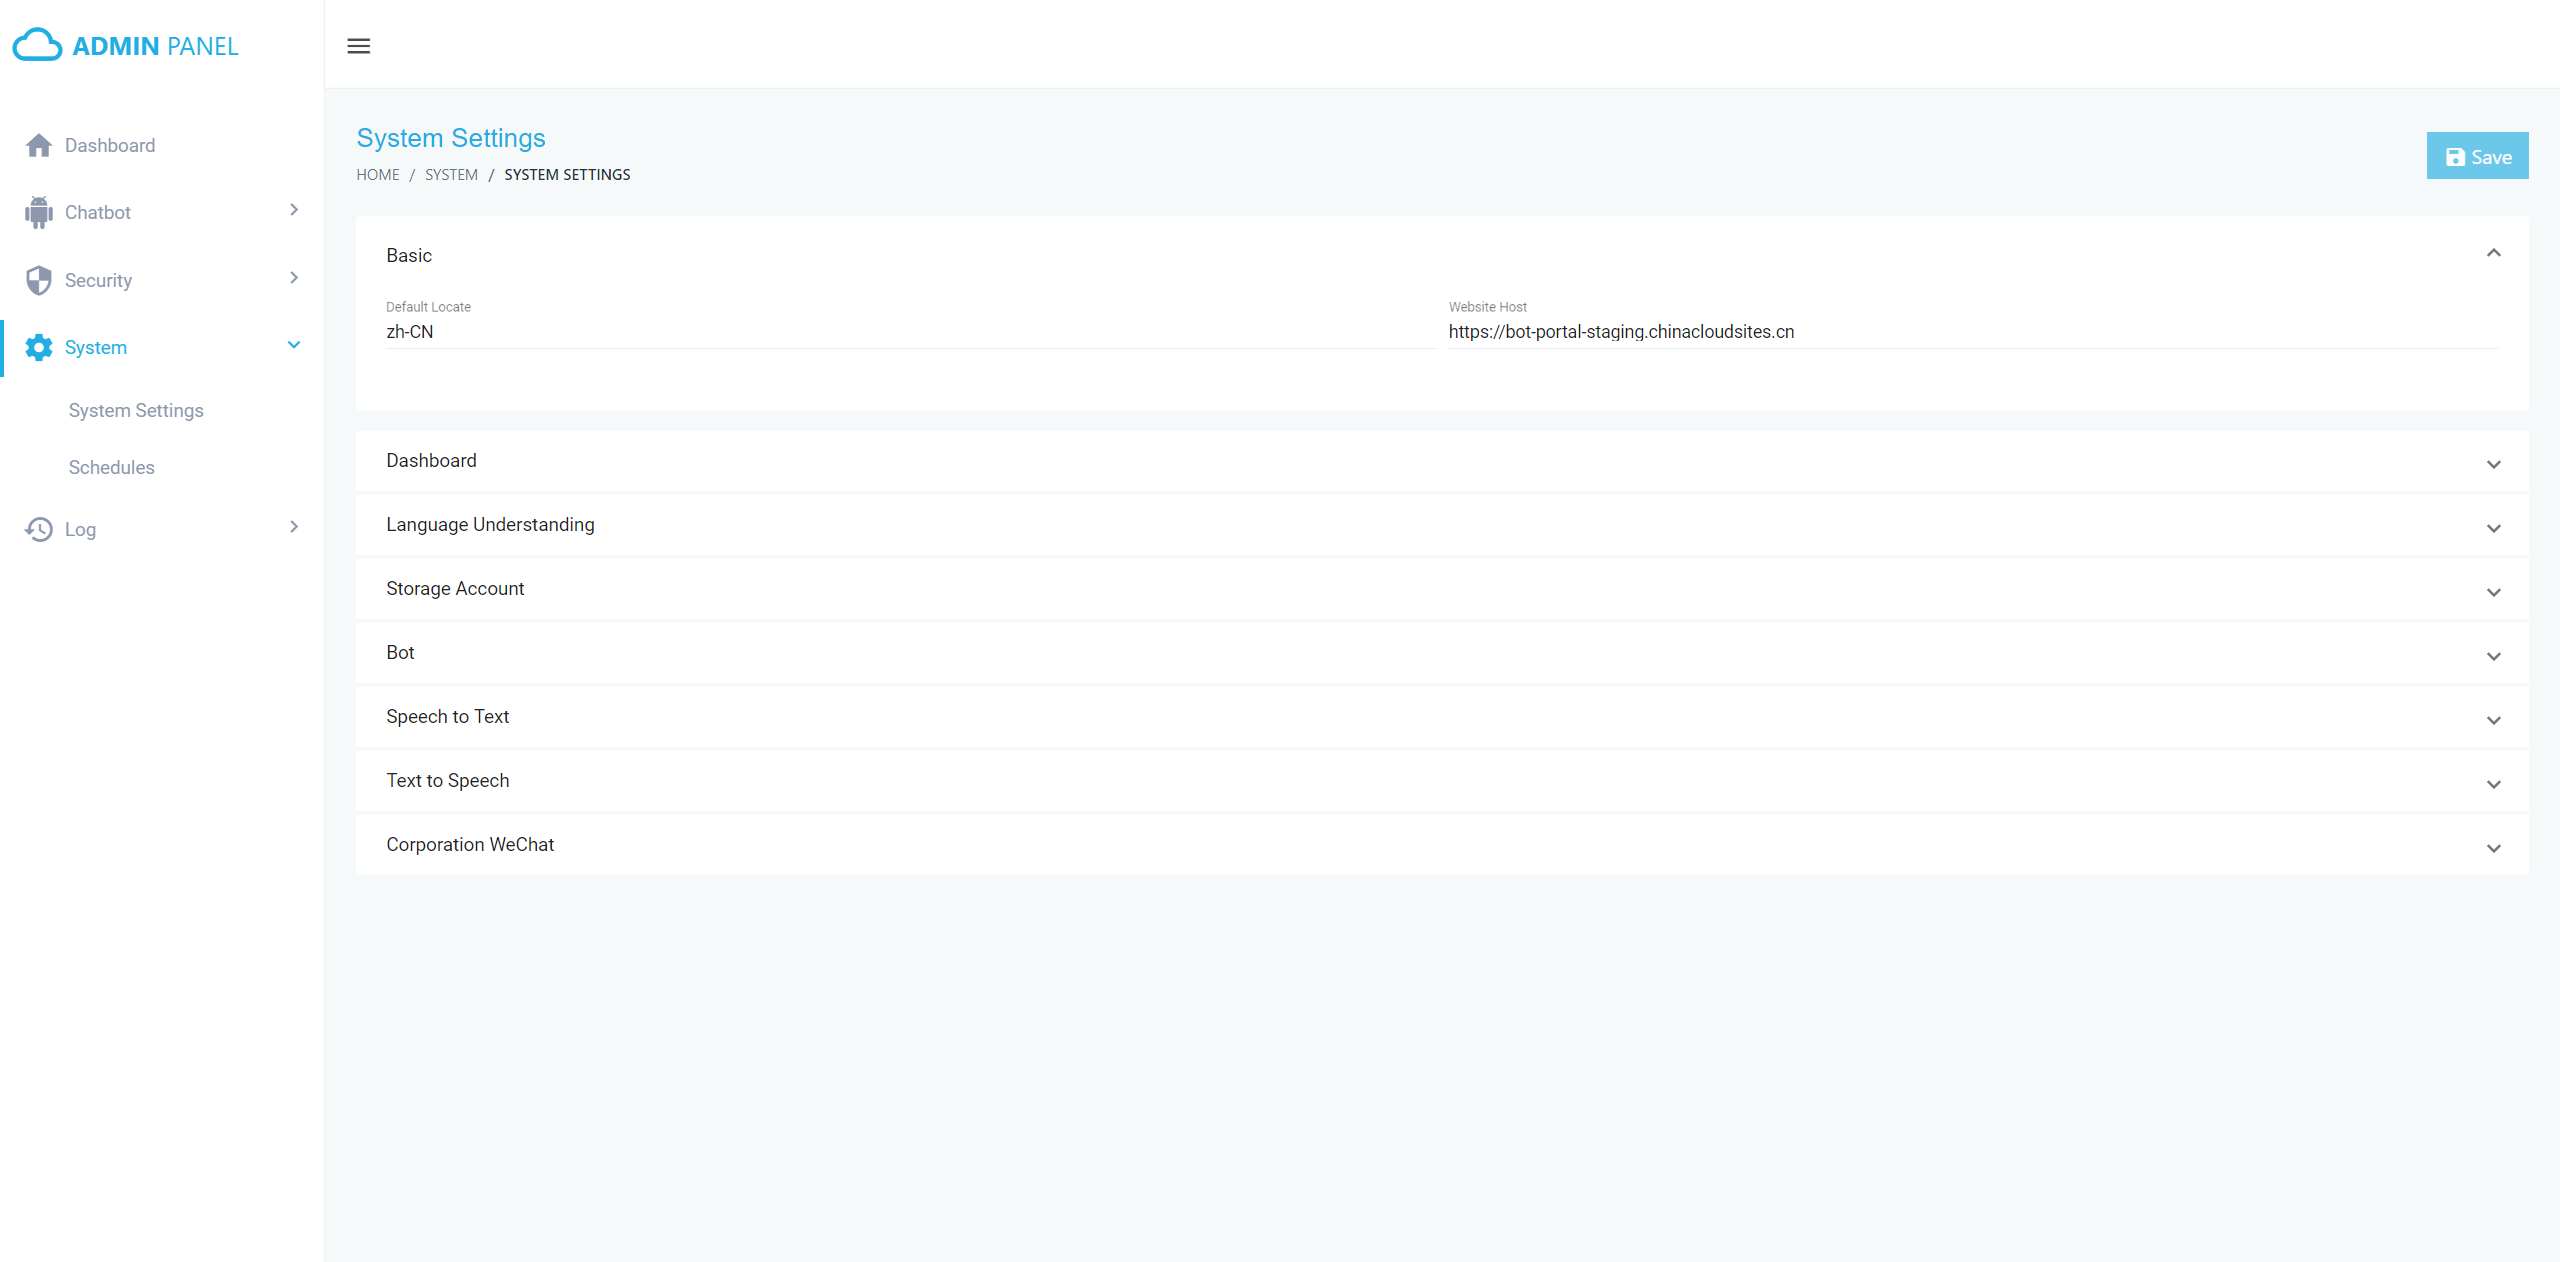 ADMIN PANEL
Dashboard
Chatbot
Security
System
System Settings
Schedules
Log
System Settings
HOME / SYSTEM / SYSTEM SETTINGS
Save
Basic
Default Locate
zh-CN
Website Host
https://bot-portal-staging.chinacloudsites.cn
Dashboard
Language Understanding
Storage Account
Bot
Speech to Text
Text to Speech
Corporation WeChat